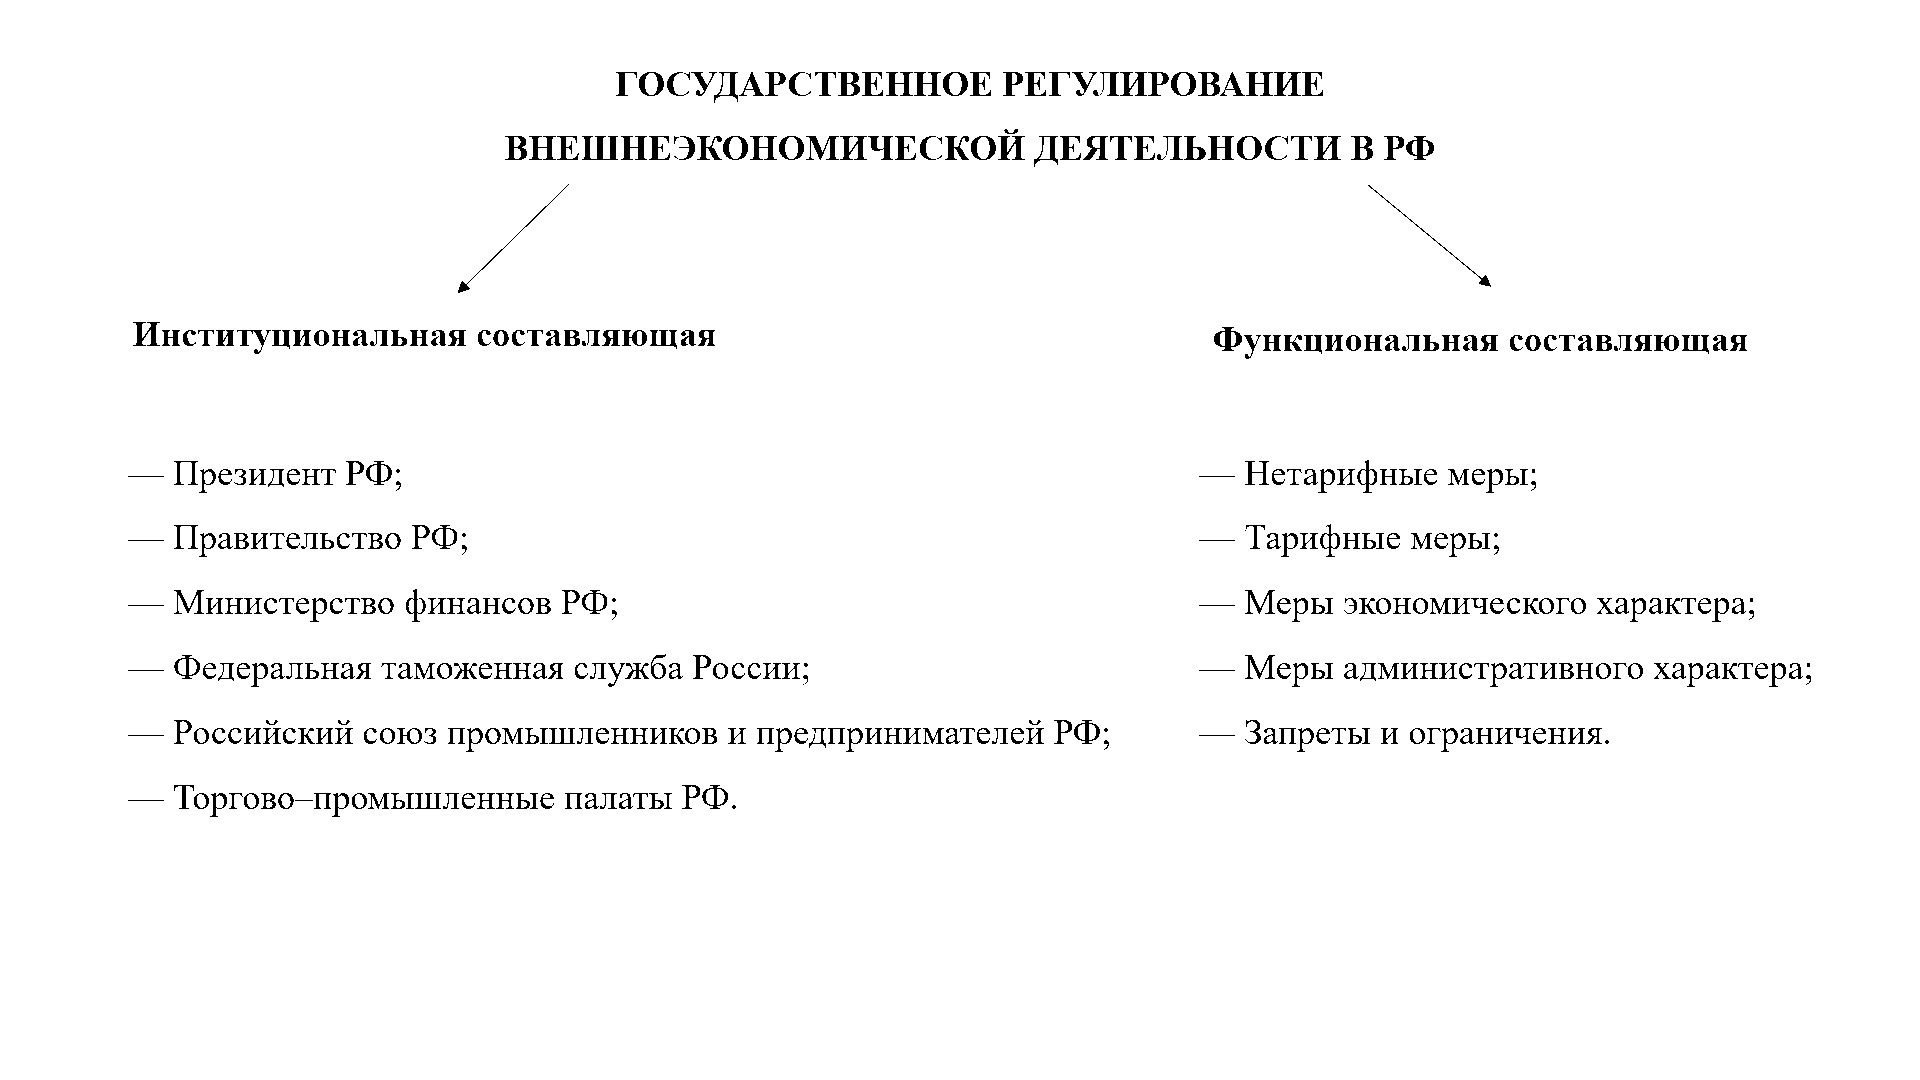 ГОСУДАРСТВЕННОЕ РЕГУЛИРОВАНИЕ
ВНЕШНЕЭКОНОМИЧЕСКОЙ ДЕЯТЕЛЬНОСТИ В РФ
Институциональная составляющая
— Президент РФ;
— Правительство РФ;
— Министерство финансов РФ;
— Федеральная таможенная служба России;
— Российский союз промышленников и предпринимателей РФ;
— Торгово–промышленные палаты РФ.
Функциональная составляющая
— Нетарифные меры;
— Тарифные меры;
— Меры экономического характера;
— Меры административного характера;
— Запреты и ограничения.